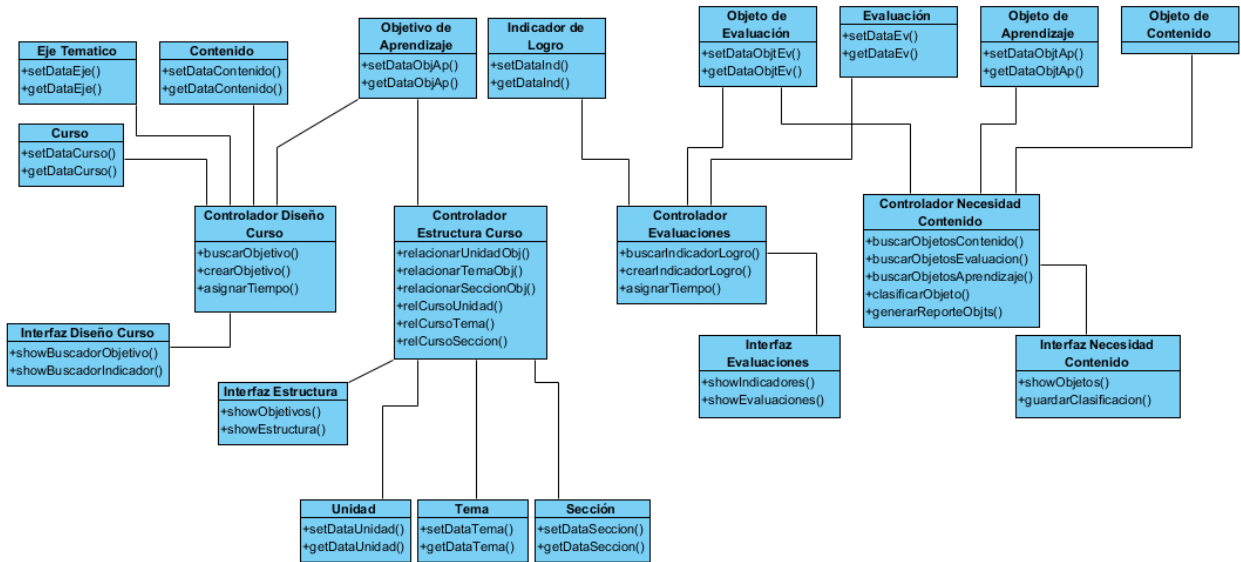 Eje Tematico
+setDataEje()
+getDataEje()
Contenido
+setDataContenido()
+getDataContenido()
Objetivo de
Aprendizaje
+setDataObjAp()
+getDataObjAp()
Indicador de
Logro
+setDataInd()
+getDataInd()
Objeto de
Evaluación
+setDataObjtEv()
+getDataObjtEv()
Evaluación
+setDataEv()
+getDataEv()
Objeto de
Aprendizaje
+setDataObjtAp()
+getDataObjtAp()
Objeto de
Contenido
Curso
+setDataCurso()
+getDataCurso()
Controlador Diseño
Curso
+buscarObjetivo()
+crearObjetivo()
+asignarTiempo()
Controlador
Estructura Curso
+relacionarUnidadObj()
+relacionarTemaObj()
+relacionarSeccionObj()
+relCursoUnidad()
+relCursoTema()
+relCursoSeccion()
Controlador
Evaluaciones
+buscarIndicadorLogro()
+crearIndicadorLogro()
+asignarTiempo()
Controlador Necesidad
Contenido
+buscarObjetosContenido()
+buscarObjetosEvaluacion()
+buscarObjetosAprendizaje()
+clasificarObjeto()
+generarReporteObjts()
Interfaz Diseño Curso
+showBuscadorObjetivo()
+showBuscadorIndicador()
Interfaz Estructura
+showObjetivos()
+showEstructura()
Interfaz
Evaluaciones
+showIndicadores()
+showEvaluaciones()
Interfaz Necesidad
Contenido
+showObjetos()
+guardarClasificacion()
Unidad
+setDataUnidad()
+getDataUnidad()
Tema
+setDataTema()
+getDataTema()
Sección
+setDataSeccion()
+getDataSeccion()